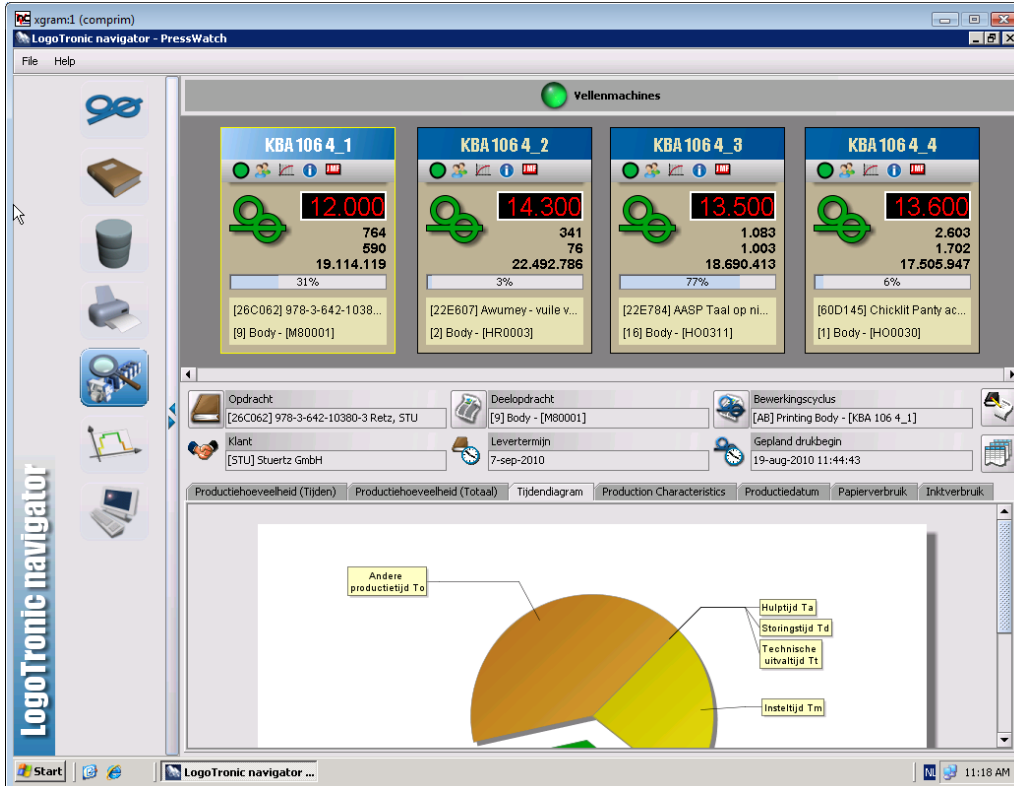 xgram:1 (comprim)
LogoTronic navigator - PressWatch
File Help
Vellenmachines
KBA 106 4_1
12.000
764
590
19.114.119
31%
[26C062] 978-3-642-1038...
[9] Body - [M80001]
KBA 106 4_2
14.300
341
76
22.492.786
3%
[22E607] Awumey - vuile v...
[2] Body - [HR0003]
KBA 106 4_3
13.500
1.083
1.003
18.690.413
77%
[22E784] AASP Taal op ni...
[16] Body - [HO0311]
KBA 106 4_4
13.600
2.603
1.702
17.505.947
6%
[60D145] Chicklit Panty ac...
[1] Body - [HO0030]
Opdracht
[26C062] 978-3-642-10380-3 Retz, STU
Deelopdracht
[9] Body - [M80001]
Bewerkingscyclus
[AB] Printing Body - [KBA 106 4_1]
Klant
[STU] Stuertz GmbH
Levertermijn
7-sep-2010
Gepland drukbegin
19-aug-2010 11:44:43
Productiehoeveelheid (Tijden) Productiehoeveelheid (Totaal) Tijdendiagram Production Characteristics Productiedatum Papierverbruik Inktverbruik
Andere
productietijd To
Hulptijd Ta
Storingstijd Td
Technische
uitvaltijd Tt
Insteltijd Tm
LogoTronic navigator
Start
LogoTronic navigator ...
NL
11:18 AM